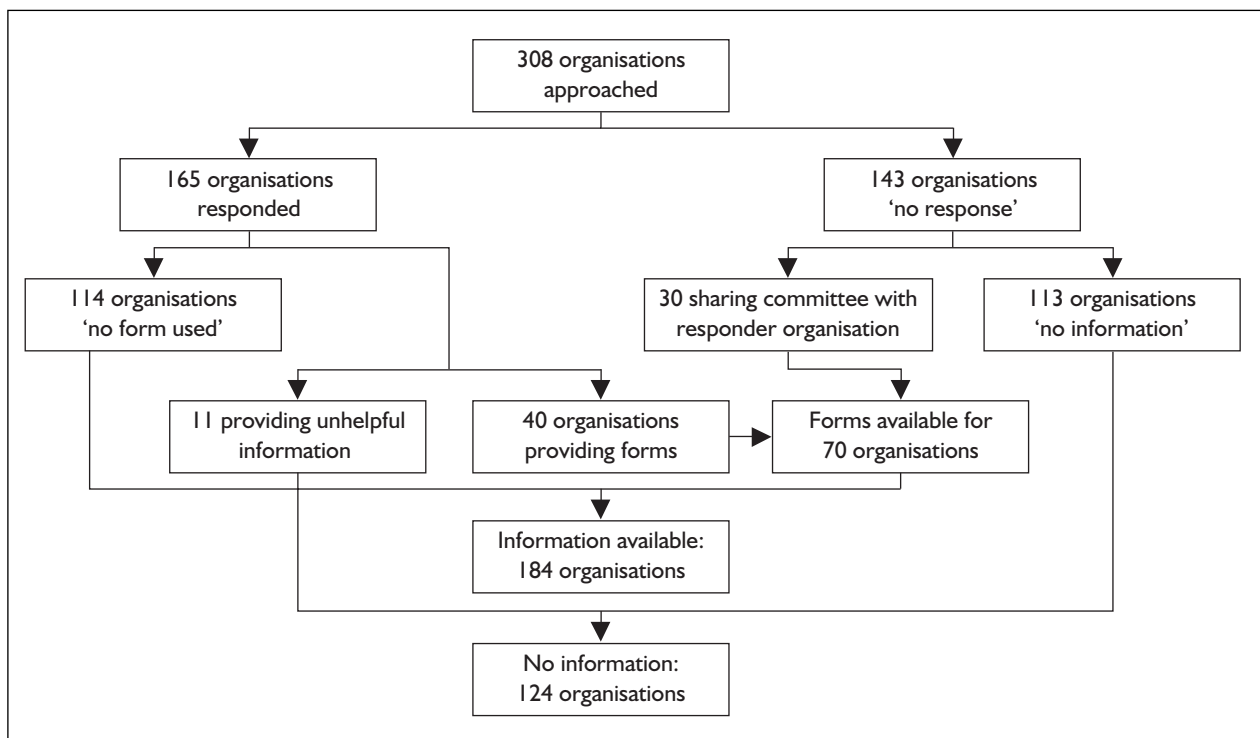 308 organisations
approached
165 organisations
responded
143 organisations
‘no response’
114 organisations
‘no form used’
30 sharing committee with
responder organisation
113 organisations
‘no information’
11 providing unhelpful
information
40 organisations
providing forms
Forms available for
70 organisations
Information available:
184 organisations
No information:
124 organisations